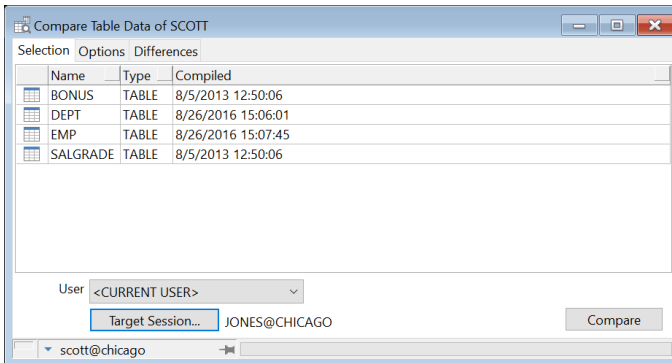 Compare Table Data of SCOTT
Selection Options Differences
Name Type Compiled
BONUS TABLE 8/5/2013 12:50:06
DEPT TABLE 8/26/2016 15:06:01
EMP TABLE 8/26/2016 15:07:45
SALGRADE TABLE 8/5/2013 12:50:06
User <CURRENT USER>
Target Session... JONES@CHICAGO Compare
scott@chicago